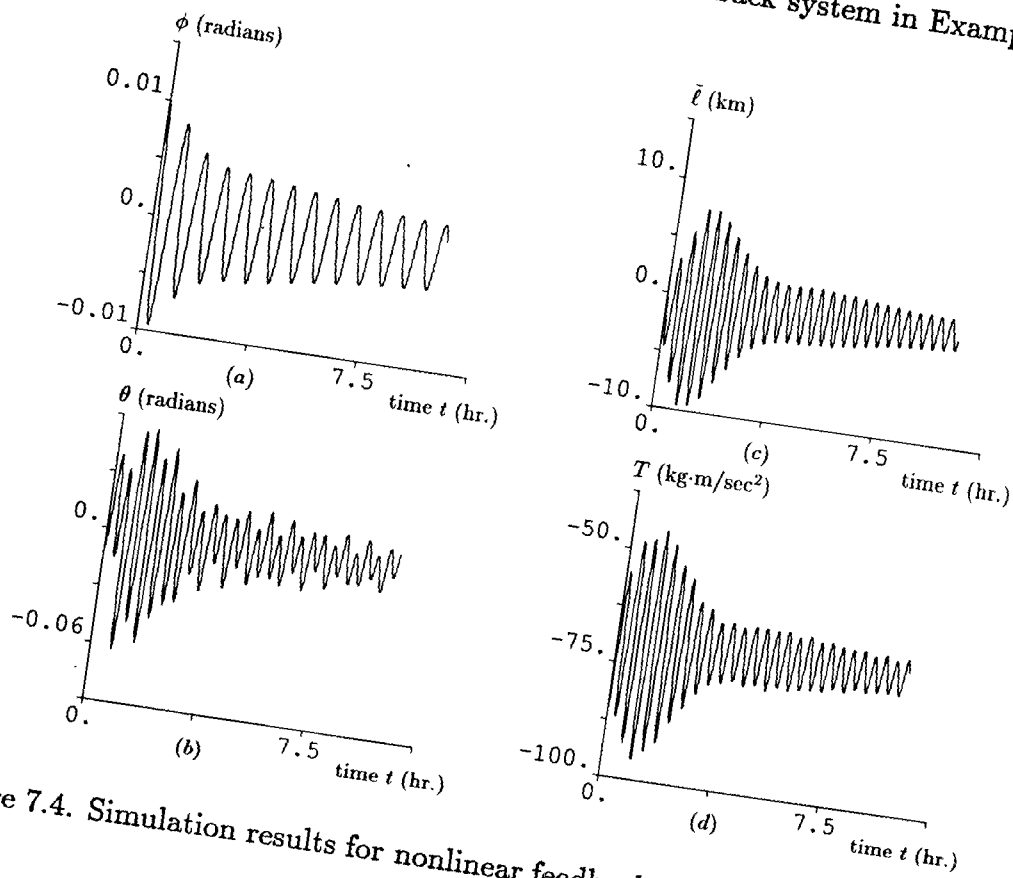 system in Examp
ϕ (radians)
0.01
0.
-0.01
0.
7.5
(a)
time t (hr.)
ℓ̄ (km)
10.
0.
-10.
0.
7.5
(c)
time t (hr.)
θ (radians)
0.
-0.06
0.
7.5
(b)
time t (hr.)
T (kg·m/sec²)
-50.
-75.
-100.
0.
7.5
(d)
time t (hr.)
7.4. Simulation results for nonlinear